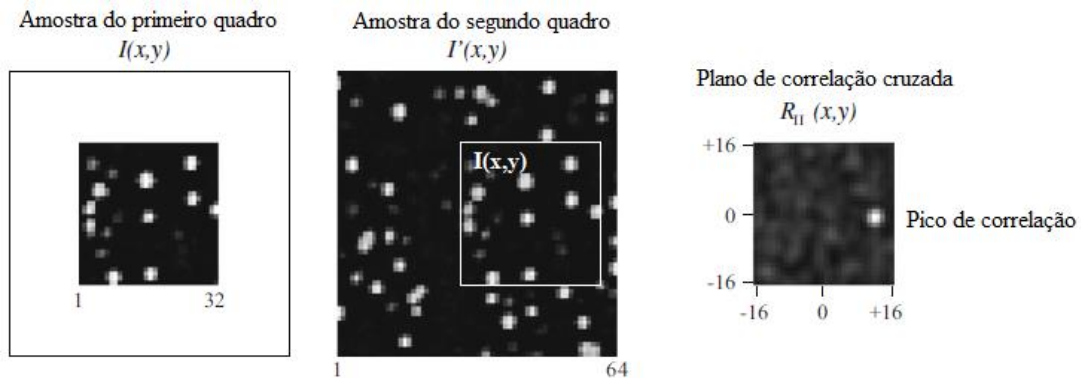 Amostra do primeiro quadro
I(x,y)
1
32
Amostra do segundo quadro
I'(x,y)
I(x,y)
1
64
Plano de correlação cruzada
R_II (x,y)
+16
0
-16
-16
0
+16
Pico de correlação